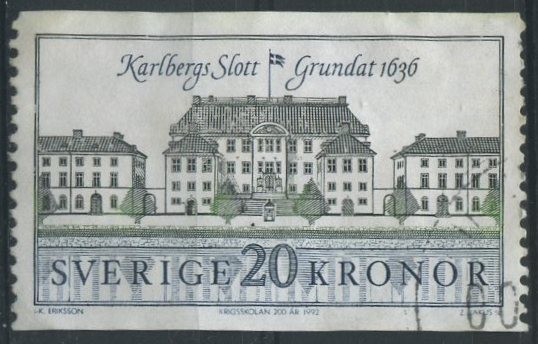 Karlbergs Slott Grundat 1636
SVERIGE 20 KRONOR
K. ERIKSSON KRIGSSKOLAN 200 ÅR 1992